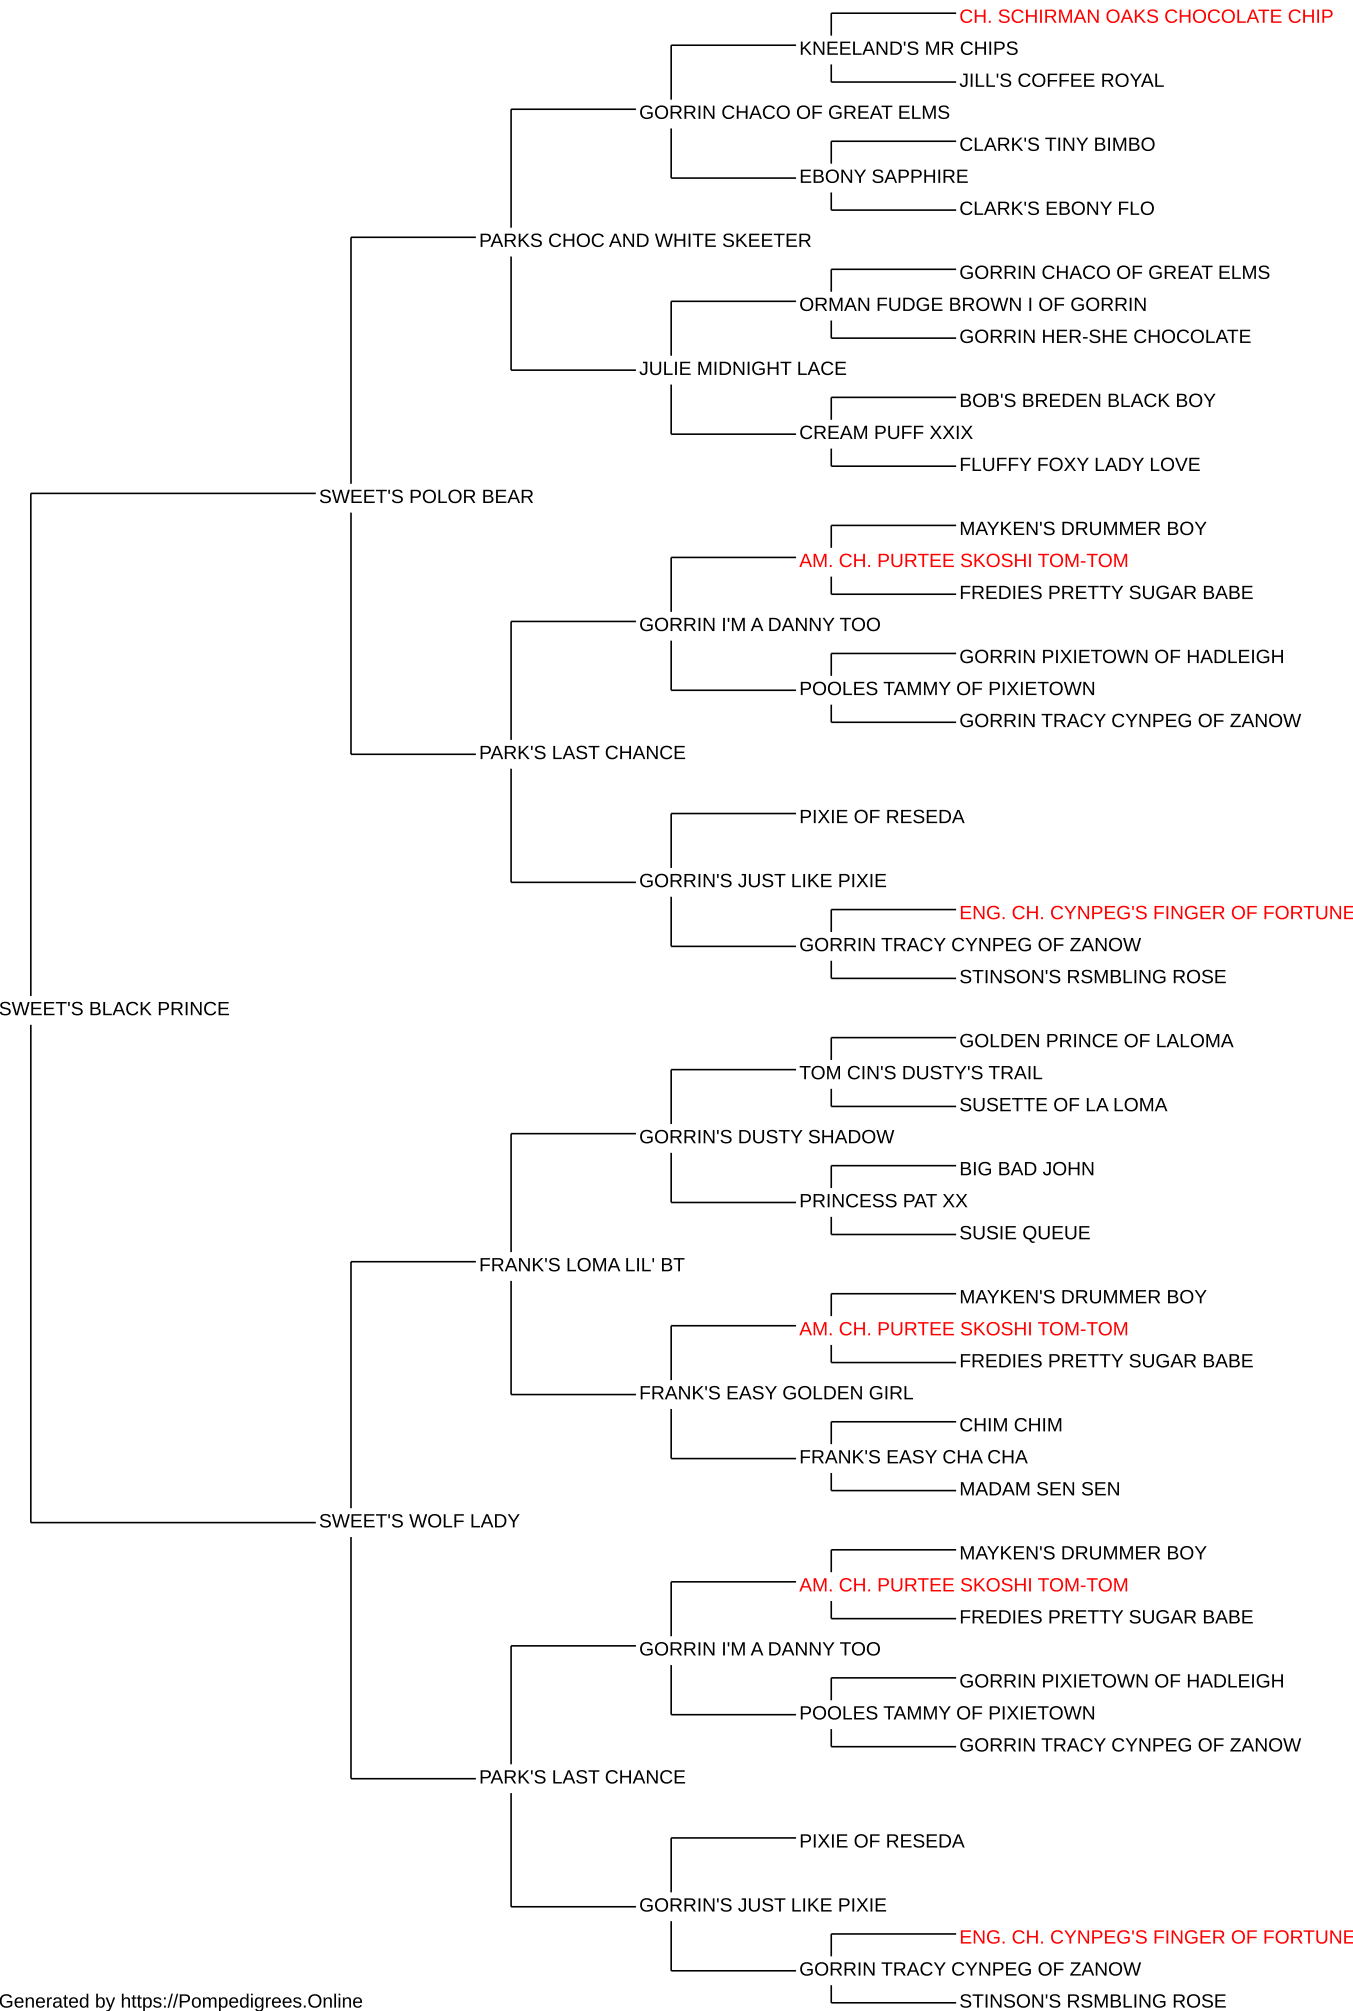 CH. SCHIRMAN OAKS CHOCOLATE CHIP
KNEELAND'S MR CHIPS
JILL'S COFFEE ROYAL
GORRIN CHACO OF GREAT ELMS
CLARK'S TINY BIMBO
EBONY SAPPHIRE
CLARK'S EBONY FLO
PARKS CHOC AND WHITE SKEETER
GORRIN CHACO OF GREAT ELMS
ORMAN FUDGE BROWN I OF GORRIN
GORRIN HER-SHE CHOCOLATE
JULIE MIDNIGHT LACE
BOB'S BREDEN BLACK BOY
CREAM PUFF XXIX
FLUFFY FOXY LADY LOVE
SWEET'S POLOR BEAR
MAYKEN'S DRUMMER BOY
AM. CH. PURTEE SKOSHI TOM-TOM
FREDIES PRETTY SUGAR BABE
GORRIN I'M A DANNY TOO
GORRIN PIXIETOWN OF HADLEIGH
POOLES TAMMY OF PIXIETOWN
GORRIN TRACY CYNPEG OF ZANOW
PARK'S LAST CHANCE
PIXIE OF RESEDA
GORRIN'S JUST LIKE PIXIE
ENG. CH. CYNPEG'S FINGER OF FORTUNE
GORRIN TRACY CYNPEG OF ZANOW
STINSON'S RSMBLING ROSE
SWEET'S BLACK PRINCE
GOLDEN PRINCE OF LALOMA
TOM CIN'S DUSTY'S TRAIL
SUSETTE OF LA LOMA
GORRIN'S DUSTY SHADOW
BIG BAD JOHN
PRINCESS PAT XX
SUSIE QUEUE
FRANK'S LOMA LIL' BT
MAYKEN'S DRUMMER BOY
AM. CH. PURTEE SKOSHI TOM-TOM
FREDIES PRETTY SUGAR BABE
FRANK'S EASY GOLDEN GIRL
CHIM CHIM
FRANK'S EASY CHA CHA
MADAM SEN SEN
SWEET'S WOLF LADY
MAYKEN'S DRUMMER BOY
AM. CH. PURTEE SKOSHI TOM-TOM
FREDIES PRETTY SUGAR BABE
GORRIN I'M A DANNY TOO
GORRIN PIXIETOWN OF HADLEIGH
POOLES TAMMY OF PIXIETOWN
GORRIN TRACY CYNPEG OF ZANOW
PARK'S LAST CHANCE
PIXIE OF RESEDA
GORRIN'S JUST LIKE PIXIE
ENG. CH. CYNPEG'S FINGER OF FORTUNE
GORRIN TRACY CYNPEG OF ZANOW
STINSON'S RSMBLING ROSE
Generated by https://Pompedigrees.Online